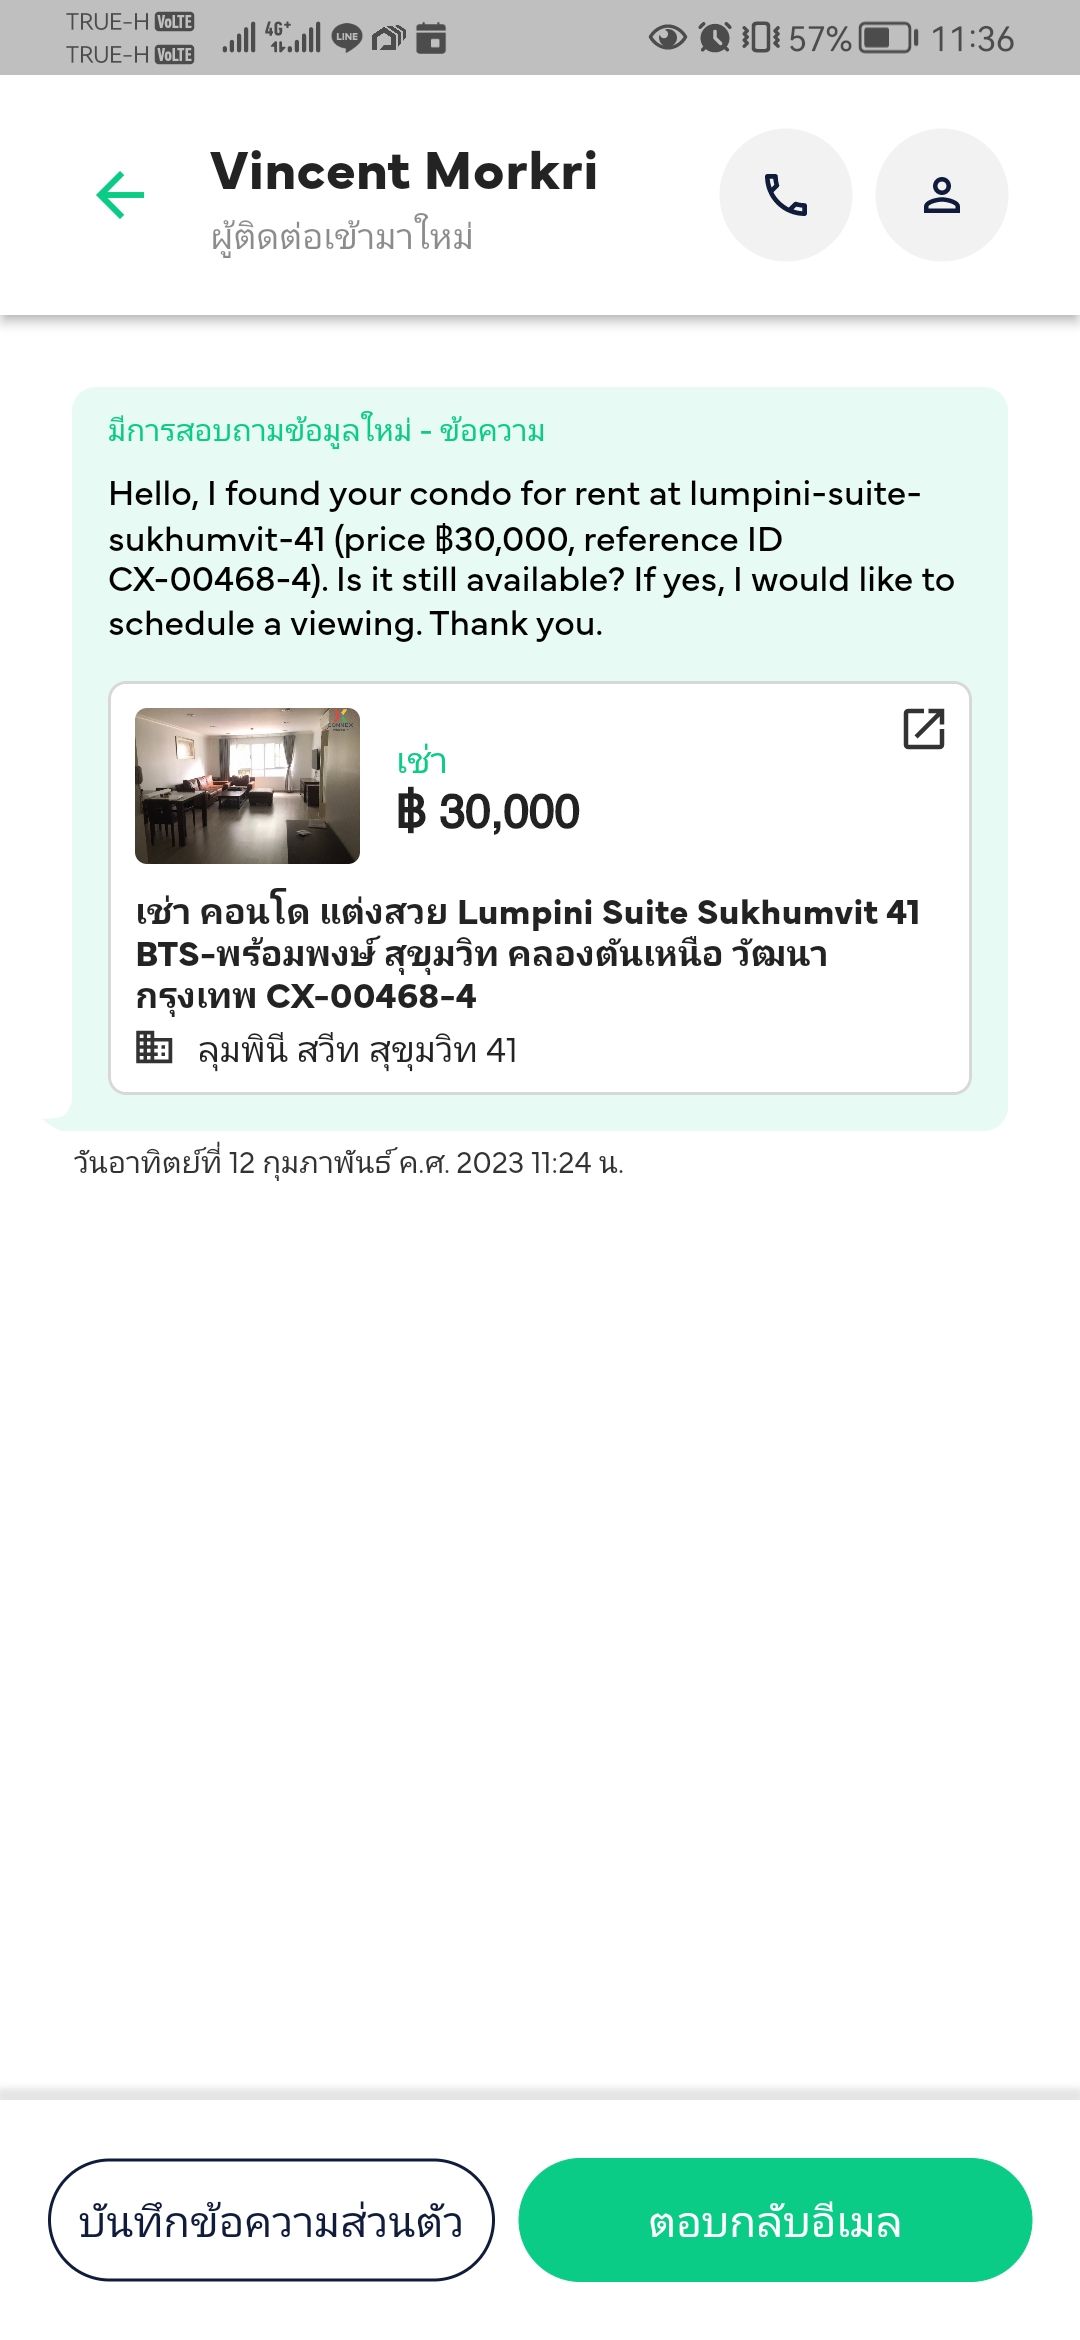 TRUE-H VoLTE
TRUE-H VoLTE
4G+
LINE
57%
11:36
Vincent Morkri
ผู้ติดต่อเข้ามาใหม่
มีการสอบถามข้อมูลใหม่ - ข้อความ
Hello, I found your condo for rent at lumpini-suite-
sukhumvit-41 (price ฿30,000, reference ID
CX-00468-4). Is it still available? If yes, I would like to
schedule a viewing. Thank you.
CONNEX
เช่า
฿ 30,000
เช่า คอนโด แต่งสวย Lumpini Suite Sukhumvit 41
BTS-พร้อมพงษ์ สุขุมวิท คลองตันเหนือ วัฒนา
กรุงเทพ CX-00468-4
ลุมพินี สวีท สุขุมวิท 41
วันอาทิตย์ที่ 12 กุมภาพันธ์ ค.ศ. 2023 11:24 น.
บันทึกข้อความส่วนตัว
ตอบกลับอีเมล